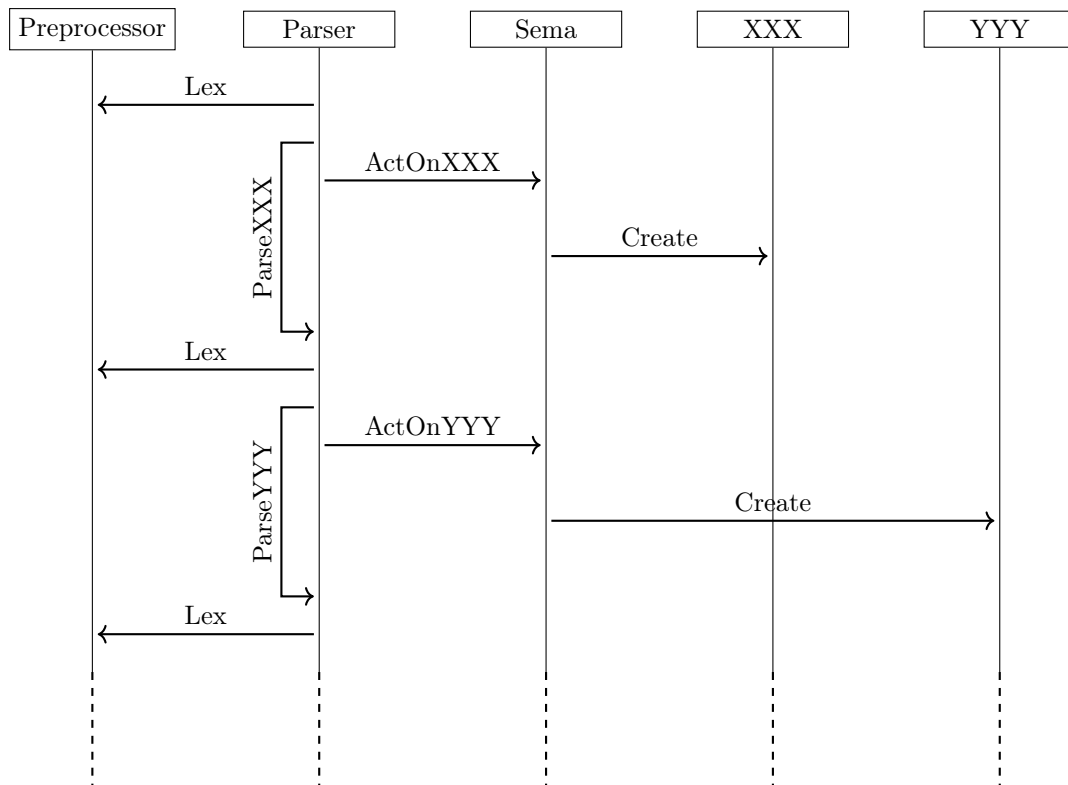 Preprocessor
Parser
Sema
XXX
YYY
Lex
ActOnXXX
ParseXXX
Create
Lex
ActOnYYY
ParseYYY
Create
Lex